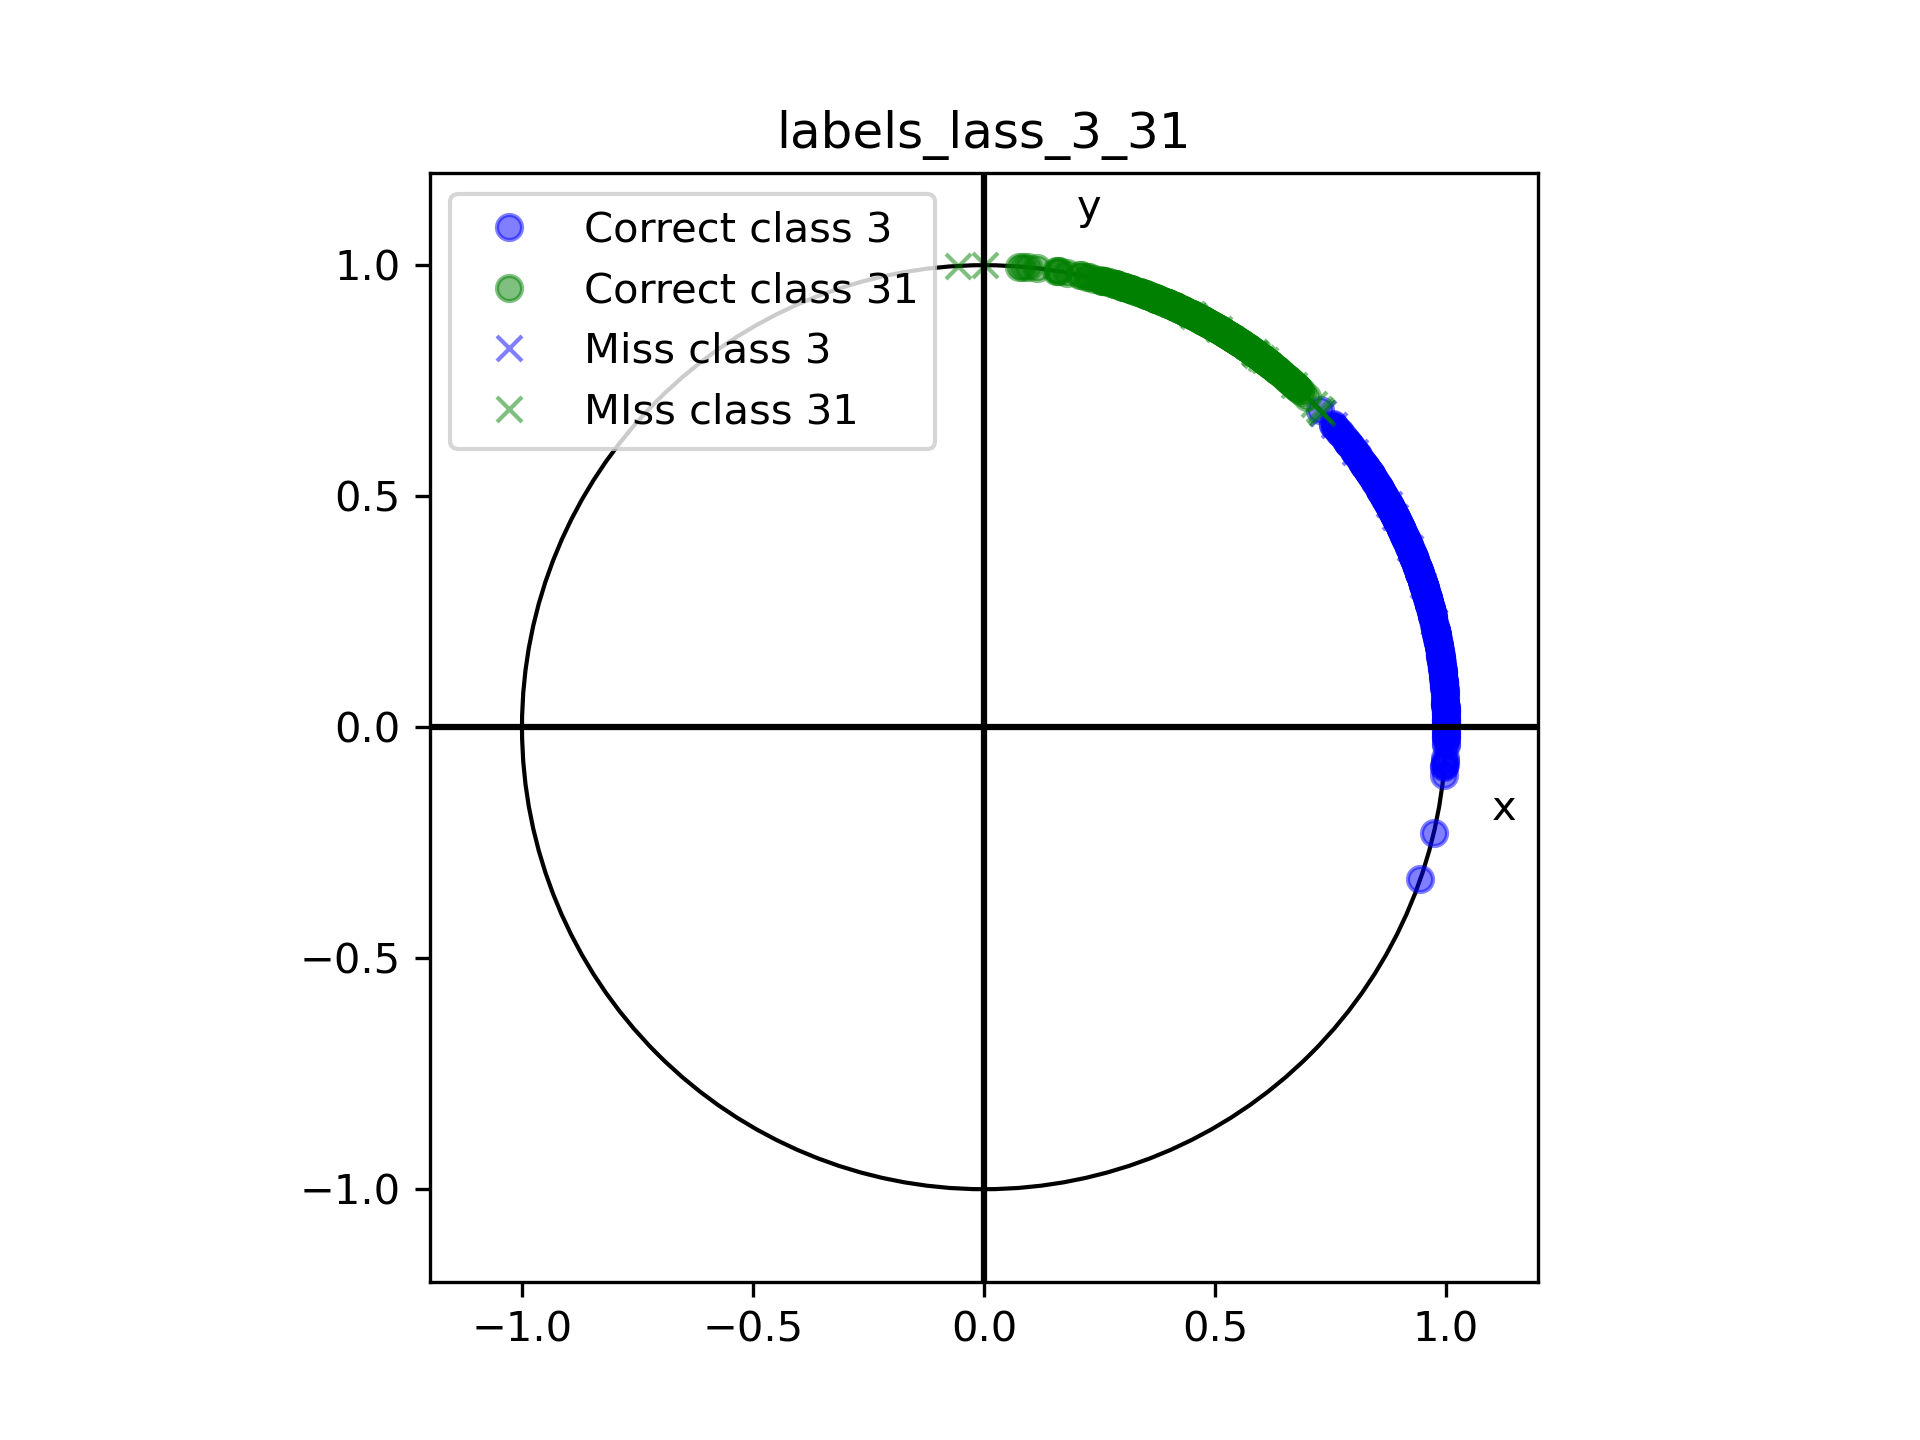 labels_lass_3_31
y
Correct class 3
Correct class 31
Miss class 3
MIss class 31
1.0
0.5
0.0
−0.5
−1.0
x
−1.0
−0.5
0.0
0.5
1.0